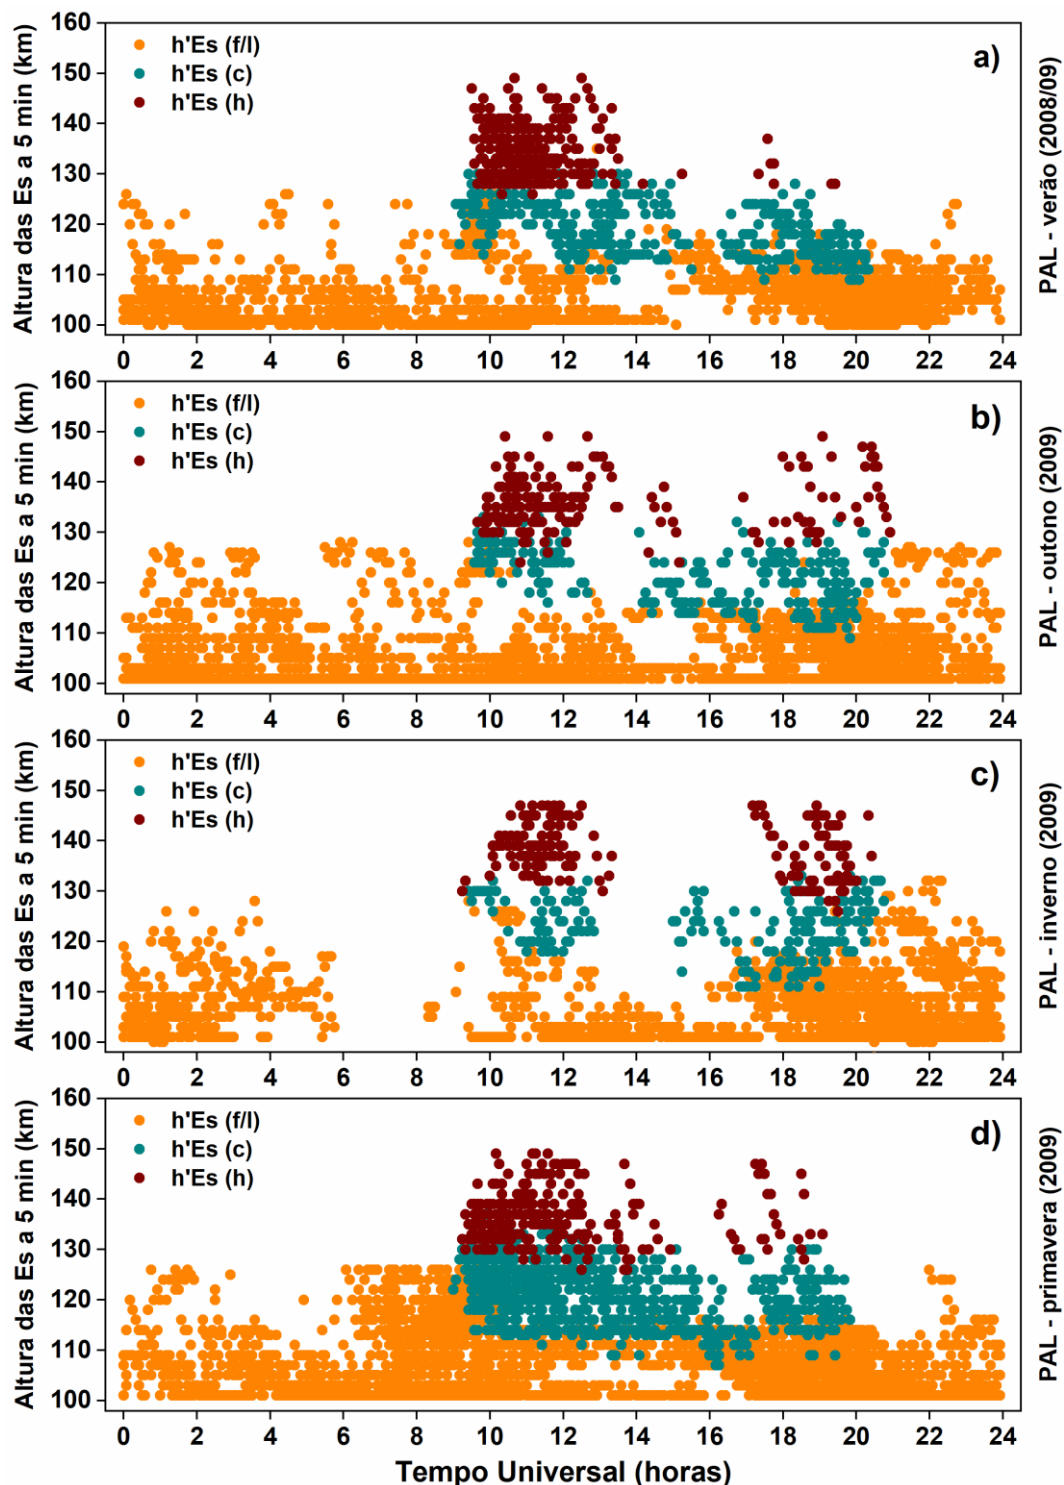 160
150
140
130
120
110
100
Altura das Es a 5 min (km)
h'Es (f/l)
h'Es (c)
h'Es (h)
a)
PAL - verão (2008/09)
0 2 4 6 8 10 12 14 16 18 20 22 24
160
150
140
130
120
110
100
Altura das Es a 5 min (km)
h'Es (f/l)
h'Es (c)
h'Es (h)
b)
PAL - outono (2009)
0 2 4 6 8 10 12 14 16 18 20 22 24
160
150
140
130
120
110
100
Altura das Es a 5 min (km)
h'Es (f/l)
h'Es (c)
h'Es (h)
c)
PAL - inverno (2009)
0 2 4 6 8 10 12 14 16 18 20 22 24
160
150
140
130
120
110
100
Altura das Es a 5 min (km)
h'Es (f/l)
h'Es (c)
h'Es (h)
d)
PAL - primavera (2009)
0 2 4 6 8 10 12 14 16 18 20 22 24
Tempo Universal (horas)